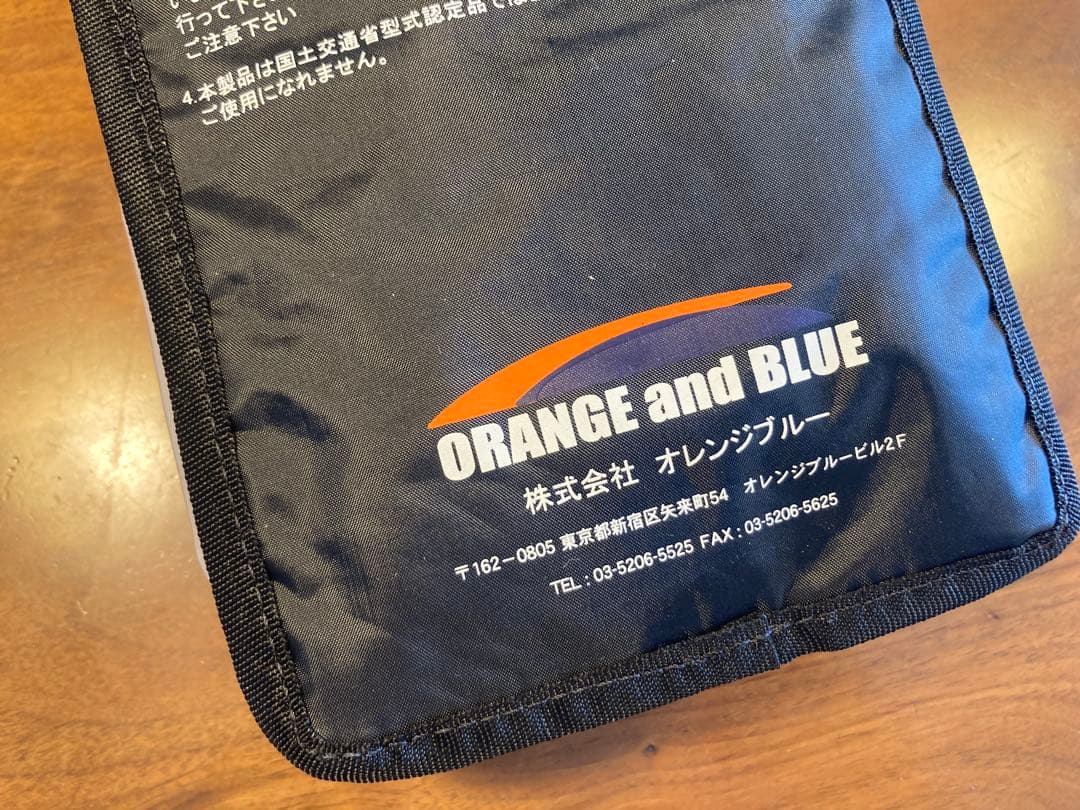 行って下さ
ご注意下さい
4.本製品は国土交通省型式認定品では
ご使用になれません。
ORANGE and BLUE
株式会社 オレンジブルー
〒162-0805 東京都新宿区矢来町54 オレンジブルービル2F
TEL : 03-5206-5525 FAX : 03-5206-5625